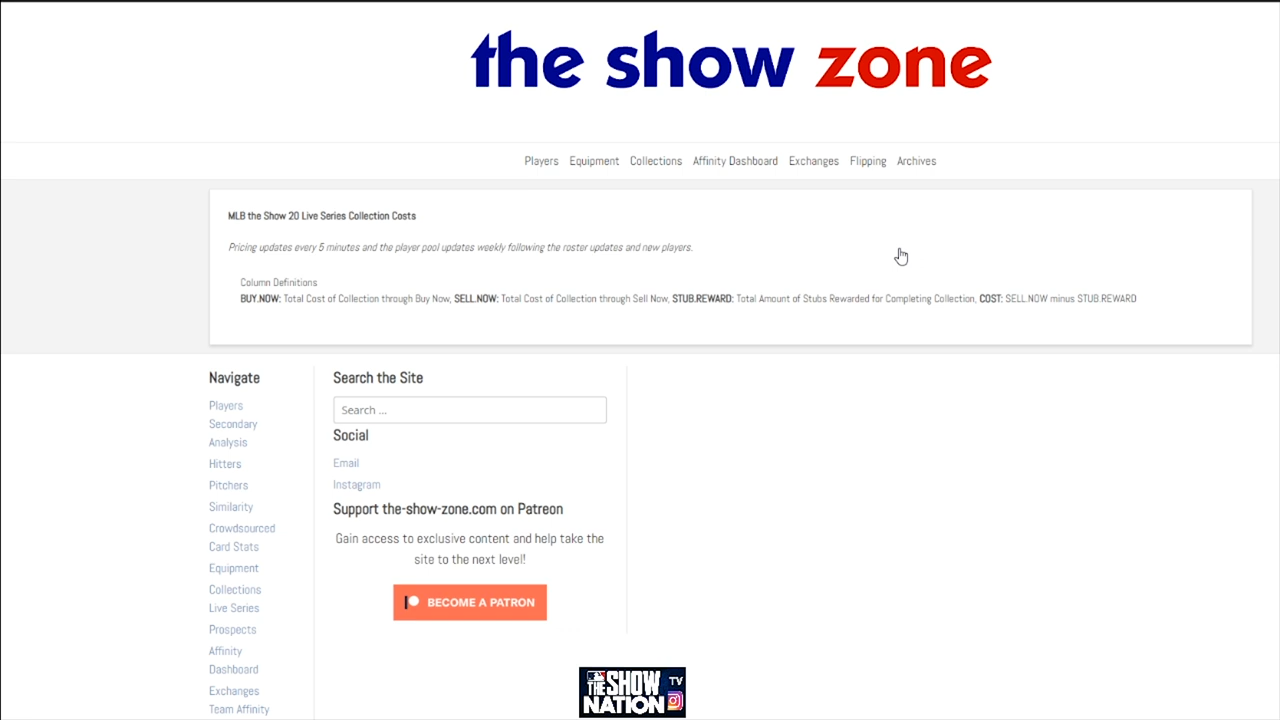 the show zone
Players Equipment Collections Affinity Dashboard Exchanges Flipping Archives
MLB the Show 20 Live Series Collection Costs
Pricing updates every 5 minutes and the player pool updates weekly following the roster updates and new players.
Column Definitions
BUY.NOW: Total Cost of Collection through Buy Now, SELL.NOW: Total Cost of Collection through Sell Now, STUB.REWARD: Total Amount of Stubs Rewarded for Completing Collection, COST: SELL.NOW minus STUB.REWARD
Navigate
Players
Secondary
Analysis
Hitters
Pitchers
Similarity
Crowdsourced
Card Stats
Equipment
Collections
Live Series
Prospects
Affinity
Dashboard
Exchanges
Team Affinity
Search the Site
Search ...
Social
Email
Instagram
Support the-show-zone.com on Patreon
Gain access to exclusive content and help take the
site to the next level!
BECOME A PATRON
THE SHOW TV
NATION